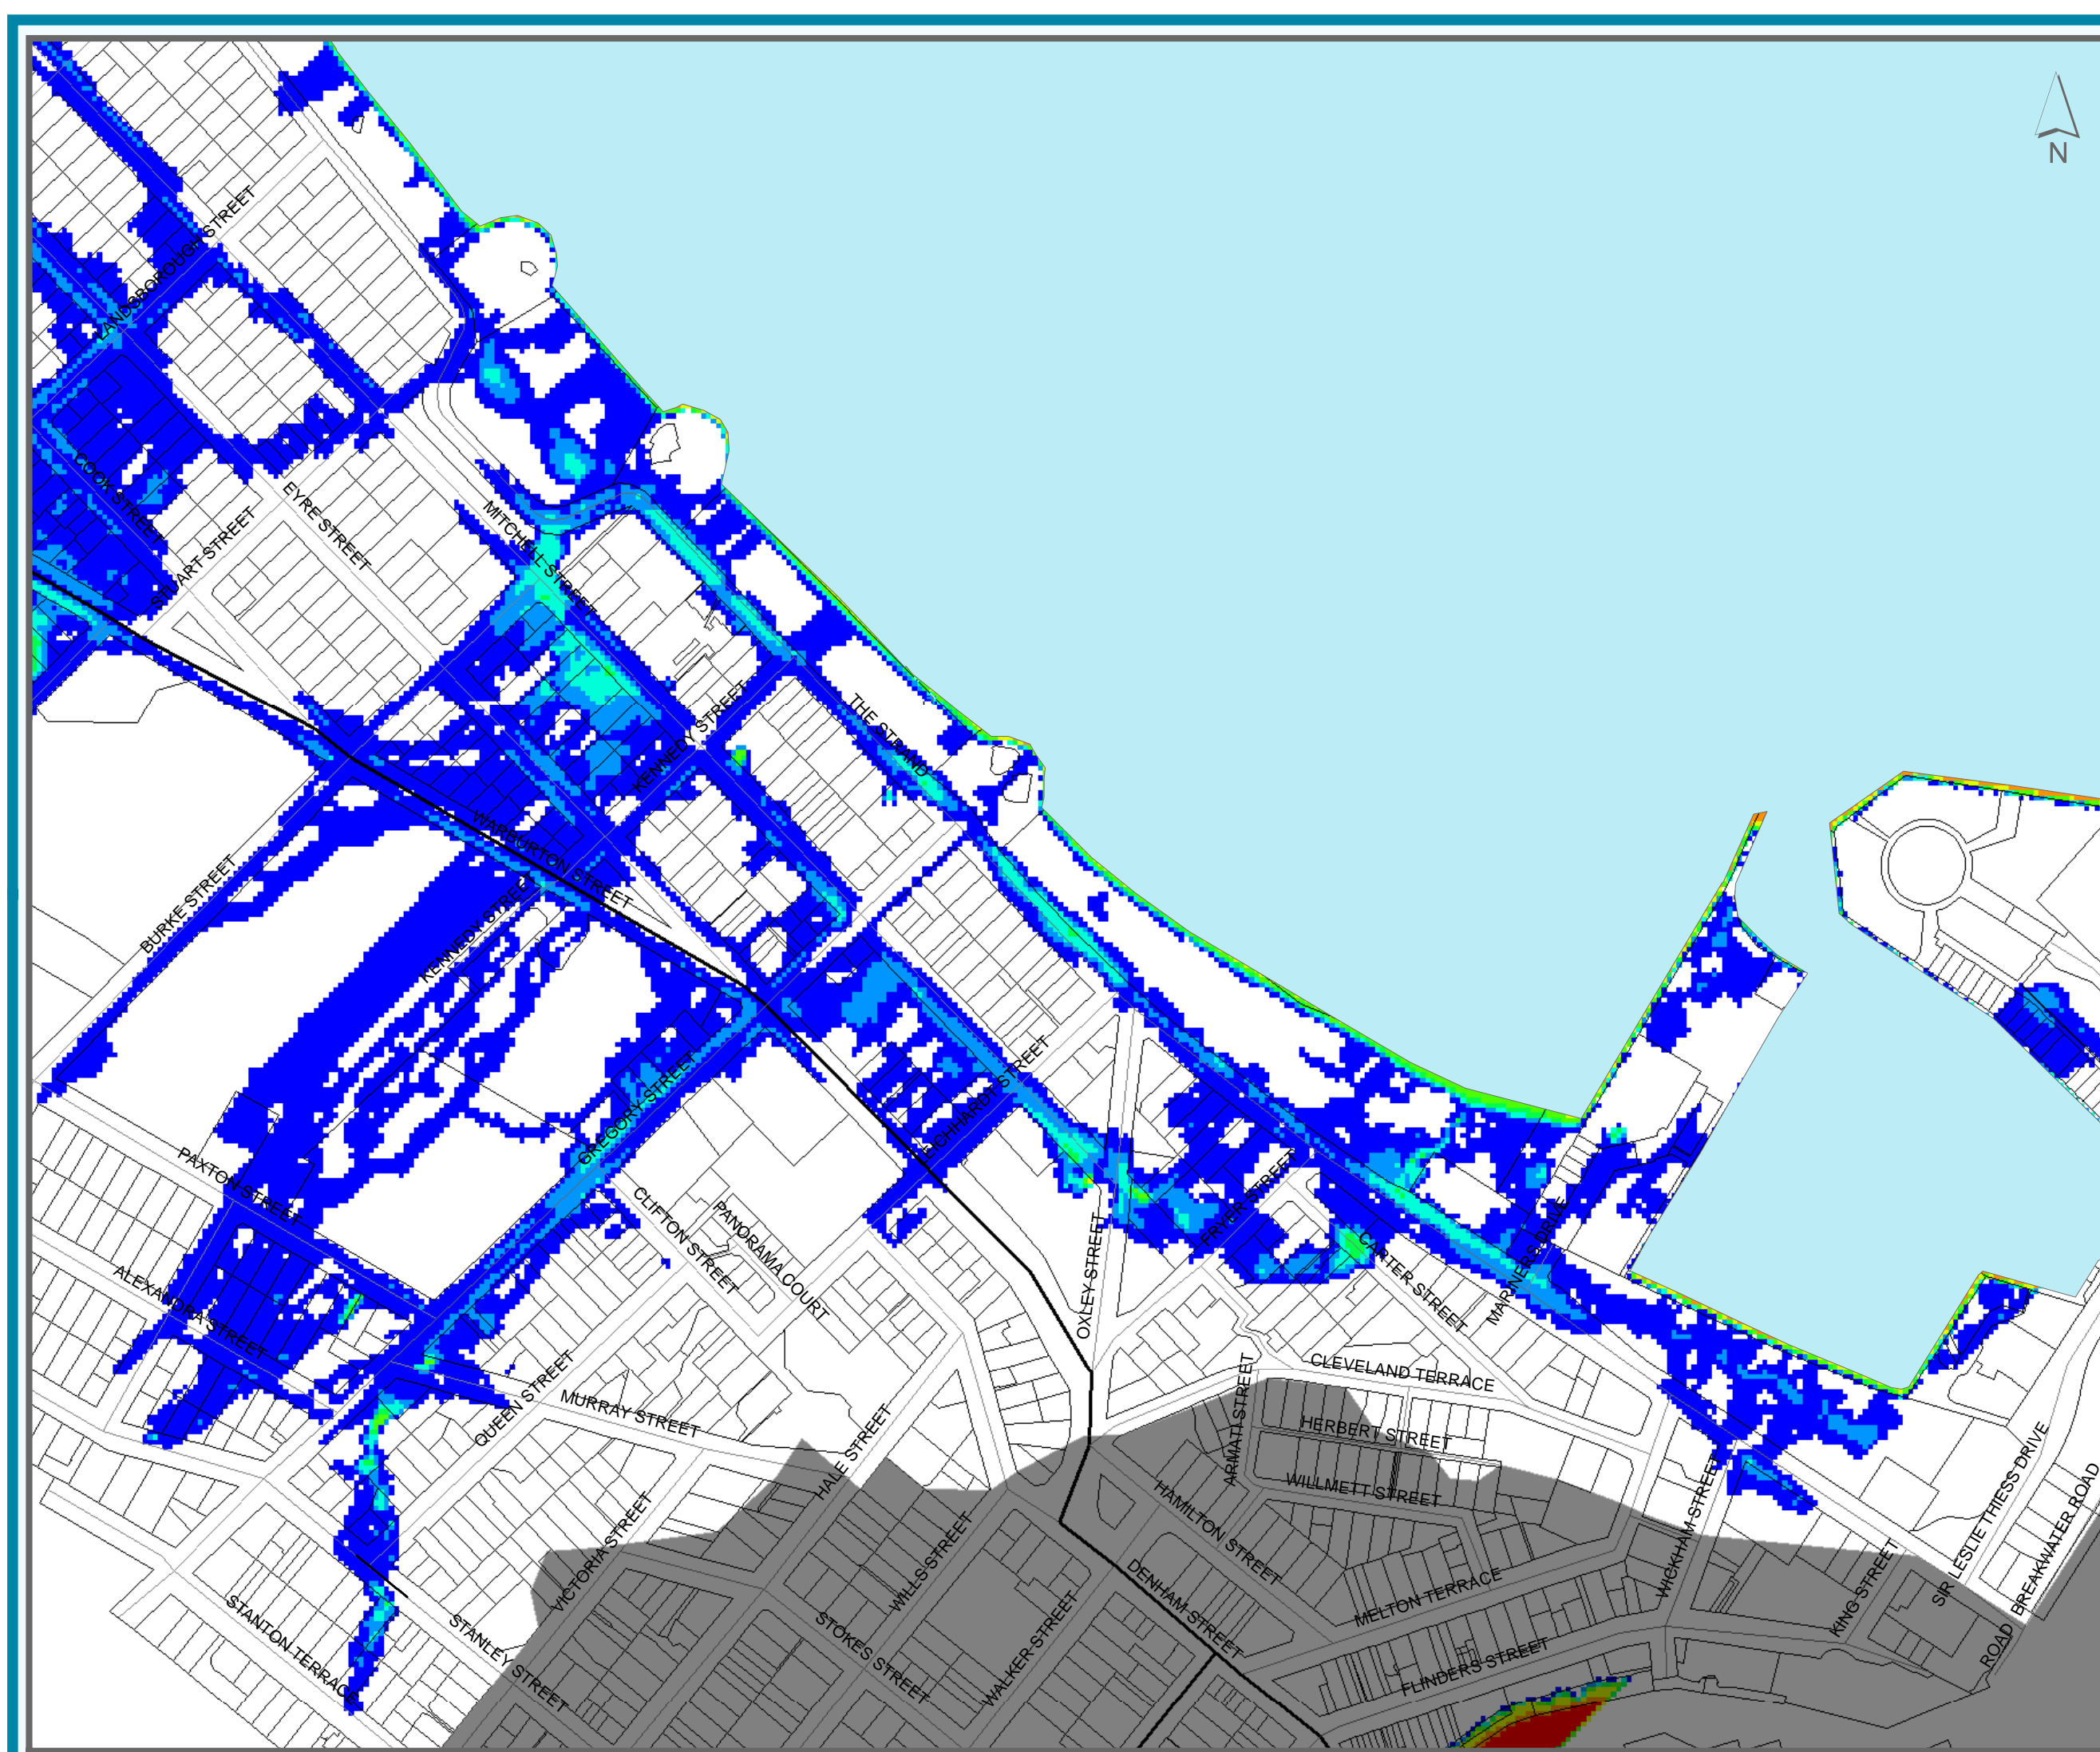 N
LANDSBOROUGH STREET
COOK STREET
EYRE STREET
STUART STREET
MITCHELL STREET
KENNEDY STREET
THE STRAND
WARBURTON STREET
BURKE STREET
KENNEDY STREET
GREGORY STREET
LEICHHARDT STREET
PAXTON STREET
CLIFTON STREET
PANORAMA COURT
FRYER STREET
OXLEY STREET
CARTER STREET
MARINERS DRIVE
ALEXANDRA STREET
QUEEN STREET
MURRAY STREET
HALE STREET
CLEVELAND TERRACE
ARMATI STREET
HERBERT STREET
WILLMETT STREET
HAMILTON STREET
WICKHAM STREET
SIR LESLIE THIESS DRIVE
BREAKWATER ROAD
KING STREET
VICTORIA STREET
WILLS STREET
DENHAM STREET
MELTON TERRACE
STANTON TERRACE
STANLEY STREET
STOKES STREET
WALKER STREET
FLINDERS STREET
ROAD